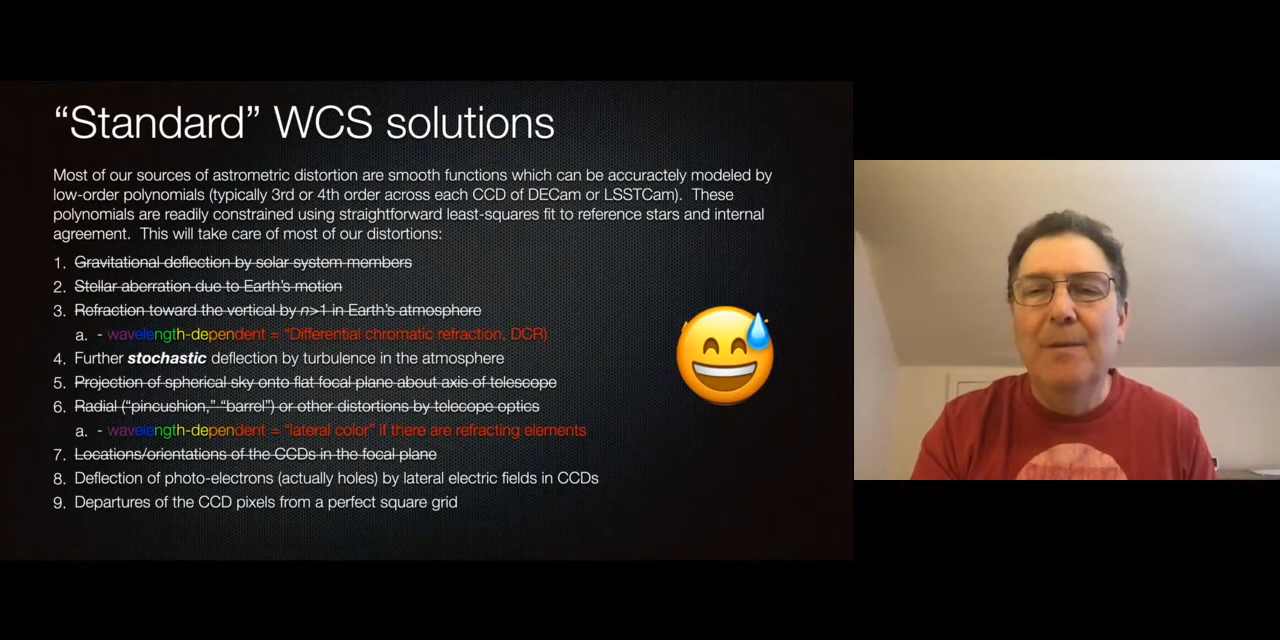 “Standard” WCS solutions
Most of our sources of astrometric distortion are smooth functions which can be accuractely modeled by
low-order polynomials (typically 3rd or 4th order across each CCD of DECam or LSSTCam).  These
polynomials are readily constrained using straightforward least-squares fit to reference stars and internal
agreement.  This will take care of most of our distortions:
1. Gravitational deflection by solar system members
2. Stellar aberration due to Earth’s motion
3. Refraction toward the vertical by n>1 in Earth’s atmosphere
a. - wavelength-dependent = “Differential chromatic refraction, DCR)
4. Further stochastic deflection by turbulence in the atmosphere
5. Projection of spherical sky onto flat focal plane about axis of telescope
6. Radial (“pincushion,” “barrel”) or other distortions by telecope optics
a. - wavelength-dependent = “lateral color” if there are refracting elements
7. Locations/orientations of the CCDs in the focal plane
8. Deflection of photo-electrons (actually holes) by lateral electric fields in CCDs
9. Departures of the CCD pixels from a perfect square grid